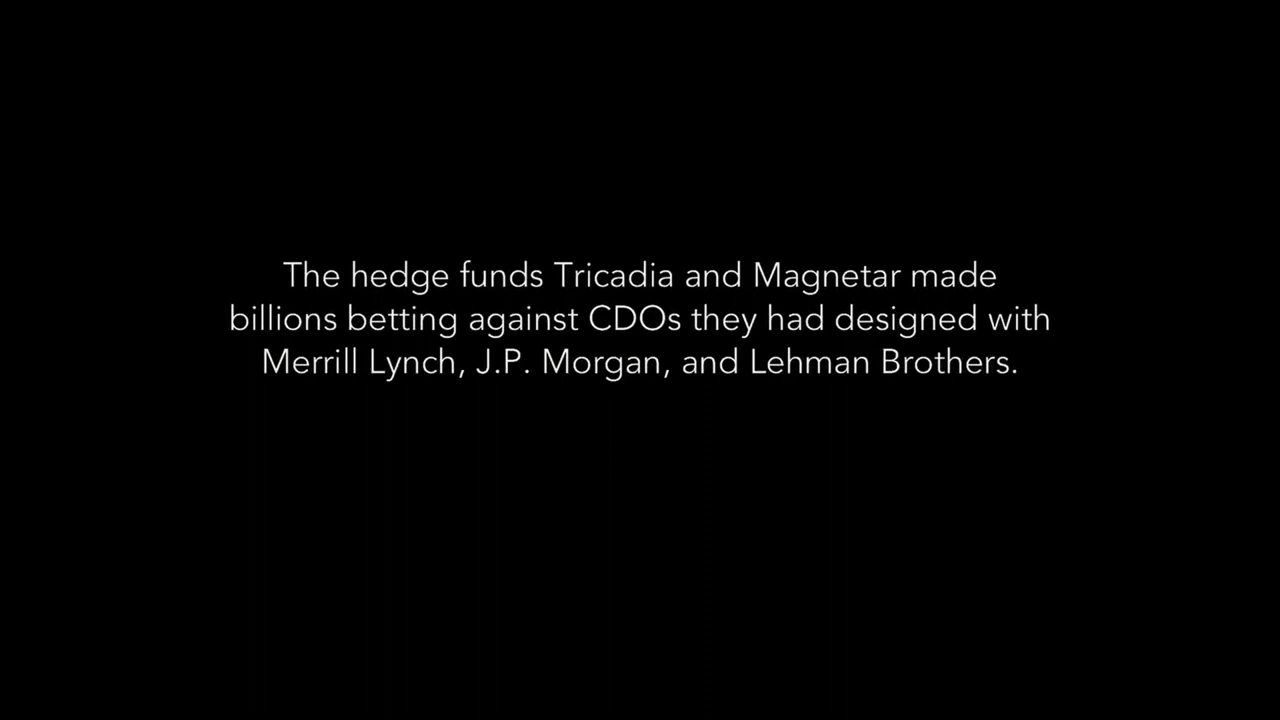 The hedge funds Tricadia and Magnetar made
billions betting against CDOs they had designed with
Merrill Lynch, J.P. Morgan, and Lehman Brothers.